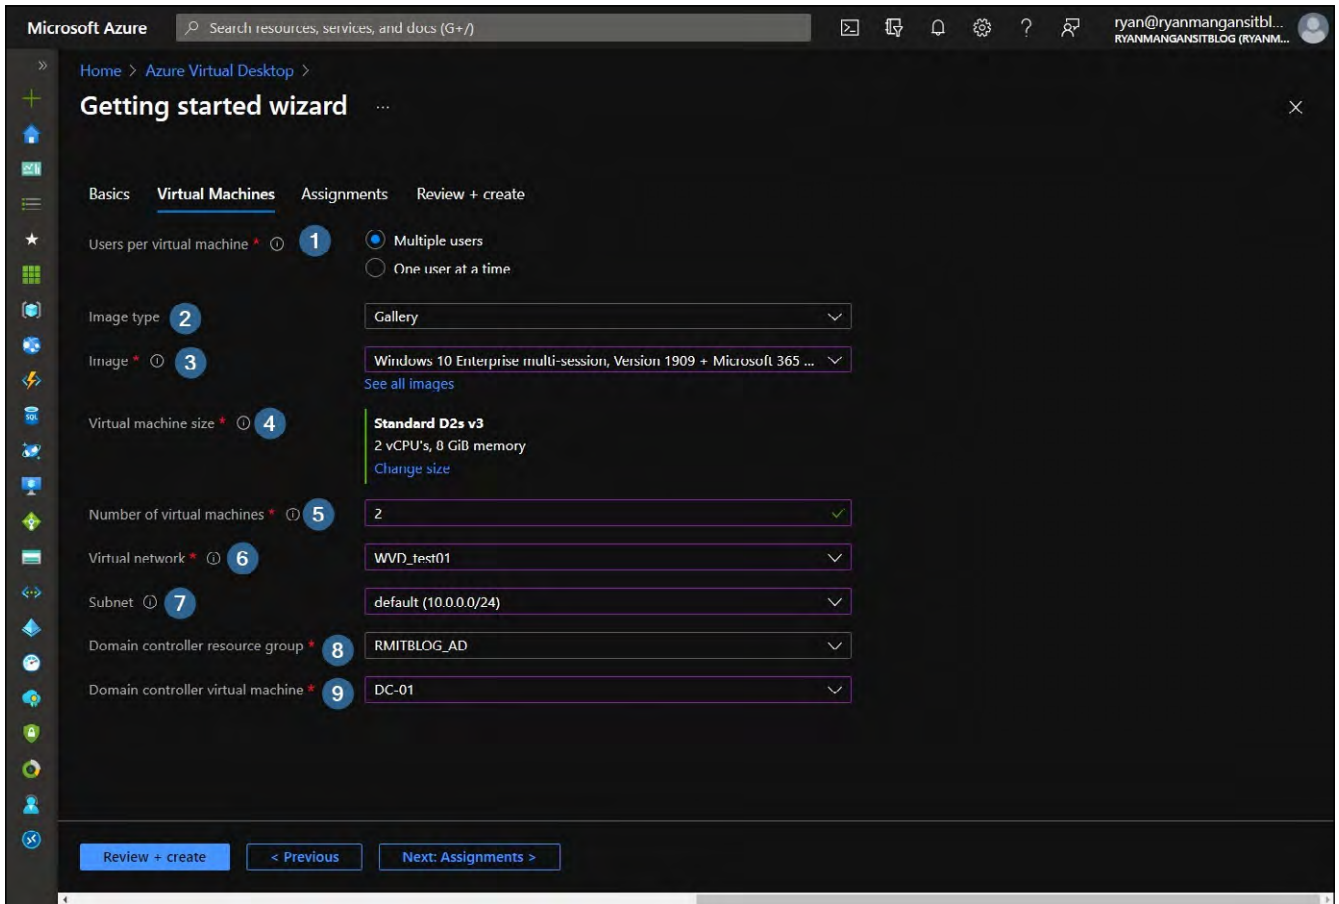 Microsoft Azure
Search resources, services, and docs (G+/)
ryan@ryanmangansitbl...
RYANMANGANSITBLOG (RYANM...
Home > Azure Virtual Desktop >
Getting started wizard ...
Basics Virtual Machines Assignments Review + create
Users per virtual machine * 1 Multiple users
One user at a time
Image type 2 Gallery
Image * 3 Windows 10 Enterprise multi-session, Version 1909 + Microsoft 365 ...
See all images
Virtual machine size * 4 Standard D2s v3
2 vCPU's, 8 GiB memory
Change size
Number of virtual machines * 5 2
Virtual network * 6 WVD_test01
Subnet 7 default (10.0.0.0/24)
Domain controller resource group * 8 RMITBLOG_AD
Domain controller virtual machine * 9 DC-01
Review + create < Previous Next: Assignments >